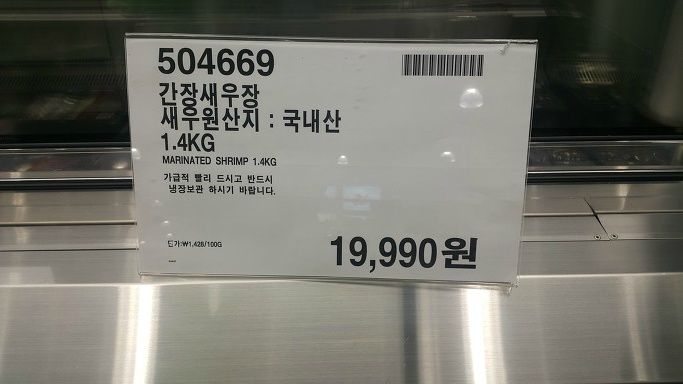 504669
간장새우장
새우원산지 : 국내산
1.4KG
MARINATED SHRIMP 1.4KG
가급적 빨리 드시고 반드시
냉장보관 하시기 바랍니다.
단가:₩1,428/100G
19,990원